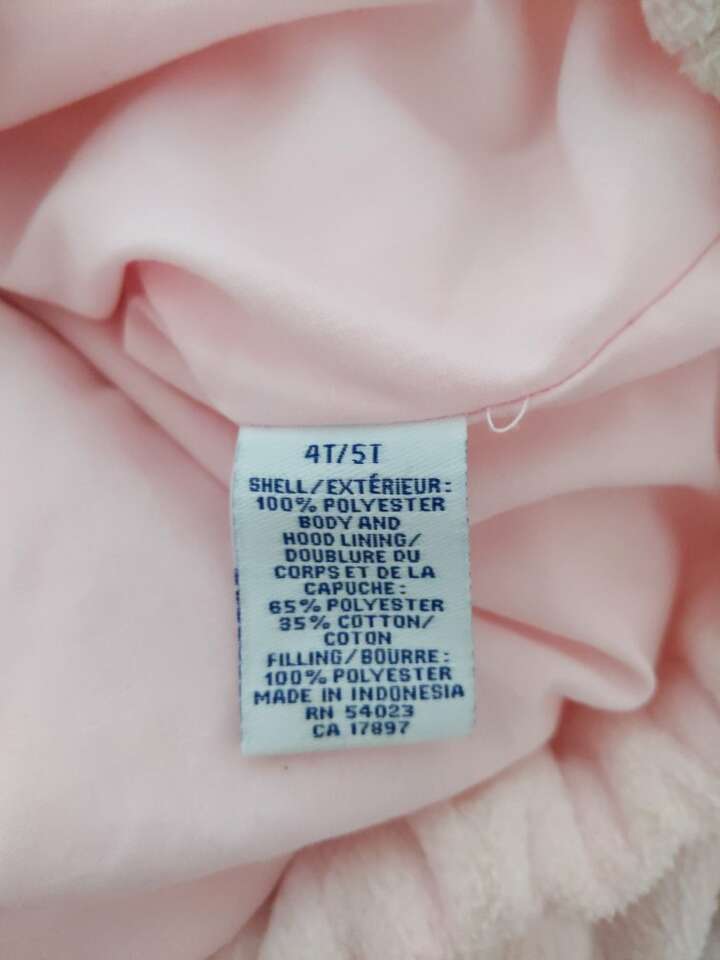 4T/5T
SHELL/EXTÉRIEUR:
100% POLYESTER
BODY AND
HOOD LINING/
DOUBLURE DU
CORPS ET DE LA
CAPUCHE:
65% POLYESTER
35% COTTON/
COTON
FILLING/BOURRE:
100% POLYESTER
MADE IN INDONESIA
RN 54023
CA 17897